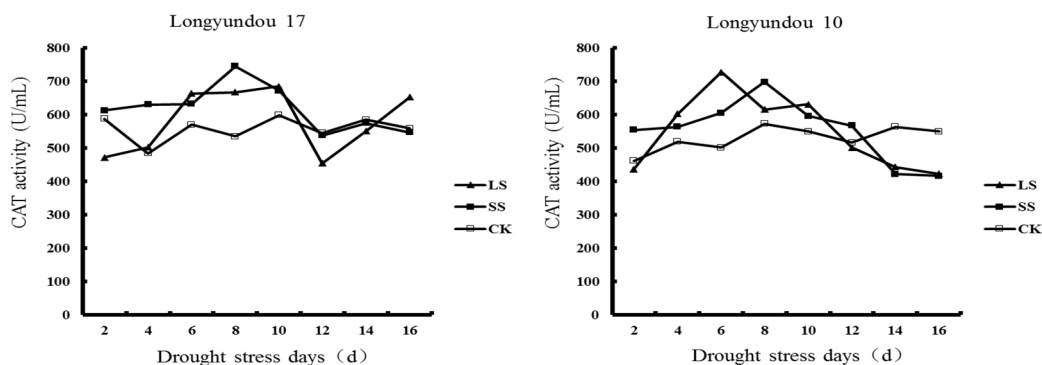 Longyundou 17
CAT activity (U/mL)
800
700
600
500
400
300
200
100
0
2 4 6 8 10 12 14 16
Drought stress days（d）
LS
SS
CK
Longyundou 10
CAT activity (U/mL)
800
700
600
500
400
300
200
100
0
2 4 6 8 10 12 14 16
Drought stress days（d）
LS
SS
CK